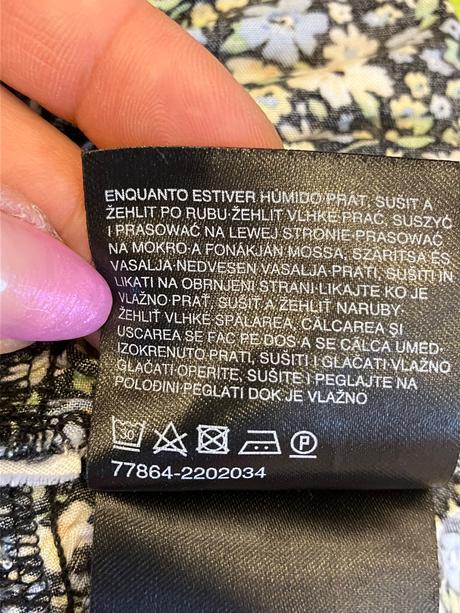 ENQUANTO ESTIVER HÚMIDO·PRÁT, SUŠIT A
ŽEHLIT PO RUBU·ŽEHLIT VLHKÉ·PRAĆ, SUSZYĆ
I PRASOWAĆ NA LEWEJ STRONIE·PRASOWAĆ
NA MOKRO·A FONÁKJÁN MOSSA, SZÁRÍTSA ÉS
VASALJA·NEDVESEN VASALJA·PRATI, SUŠITI IN
LIKATI NA OBRNJENI STRANI·LIKAJTE KO JE
VLAŽNO·PRAŤ, SUŠIŤ A ŽEHLIŤ NARUBY·
ŽEHLIŤ VLHKÉ·SPĂLAREA, CĂLCAREA ȘI
USCAREA SE FAC PE DOS·A SE CĂLCA UMED·
IZOKRENUTO PRATI, SUŠITI I GLAČATI·VLAŽNO
GLAČATI·OPERITE, SUŠITE I PEGLAJTE NA
POLOĐINI·PEGLATI DOK JE VLAŽNO
30 P
77864-2202034